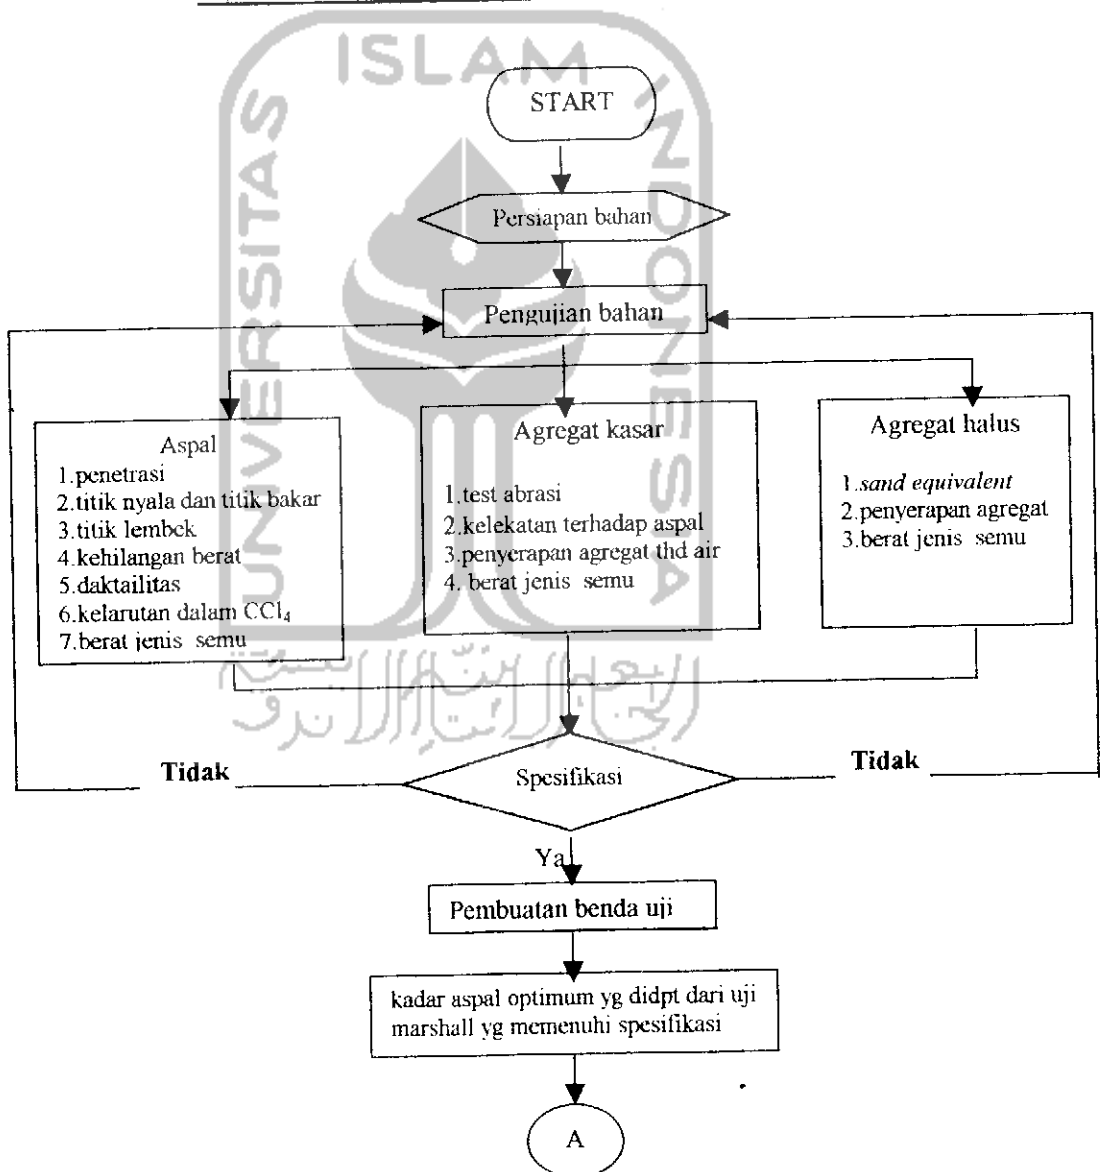 ISLAM
UNIVERSITAS
INDONESIA
START
Persiapan bahan
Pengujian bahan
Aspal
1.penetrasi
2.titik nyala dan titik bakar
3.titik lembek
4.kehilangan berat
5.daktailitas
6.kelarutan dalam CCl₄
7.berat jenis semu
Agregat kasar
1.test abrasi
2.kelekatan terhadap aspal
3.penyerapan agregat thd air
4. berat jenis semu
Agregat halus
1.sand equivalent
2.penyerapan agregat
3.berat jenis semu
Tidak
Spesifikasi
Tidak
Ya
Pembuatan benda uji
kadar aspal optimum yg didpt dari uji
marshall yg memenuhi spesifikasi
A